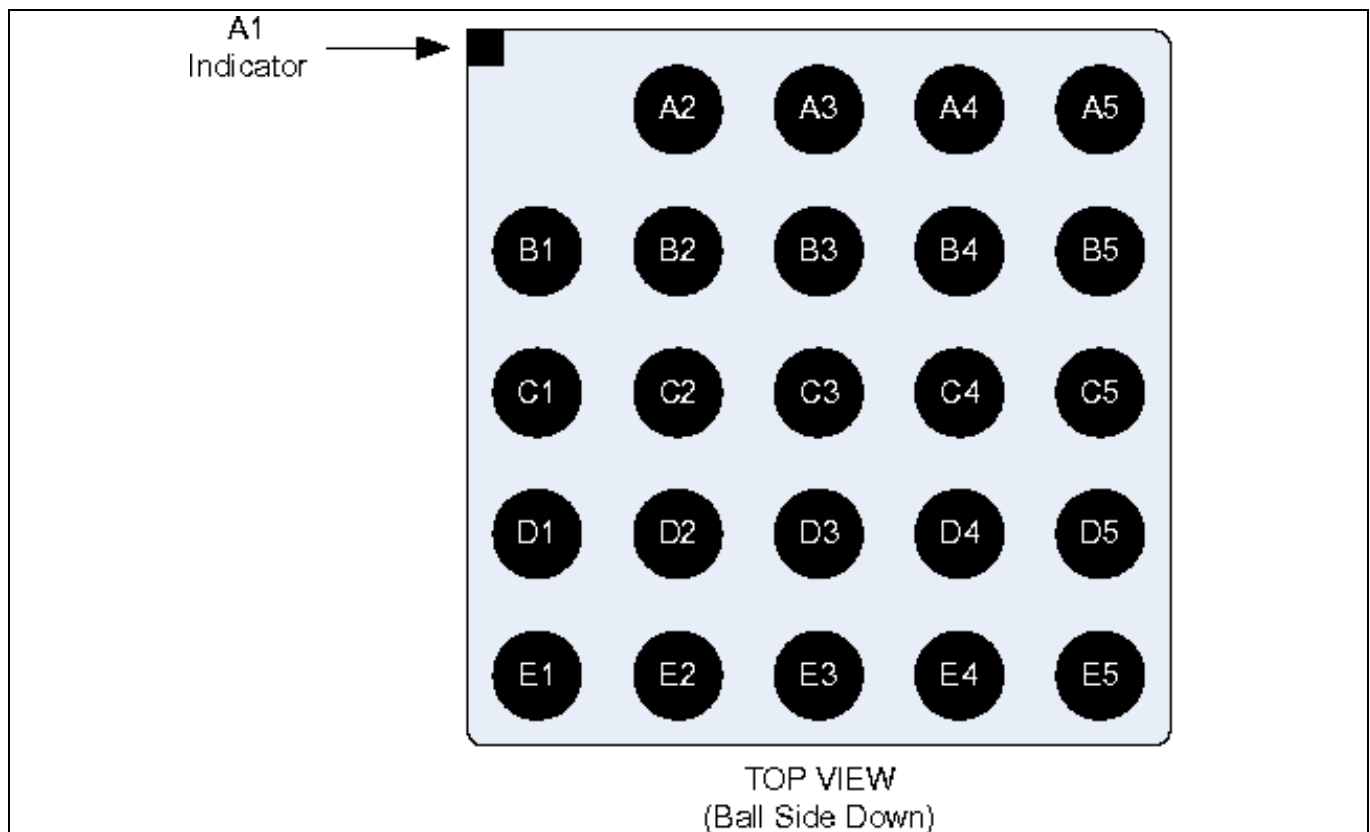 A1
Indicator
A2 A3 A4 A5
B1 B2 B3 B4 B5
C1 C2 C3 C4 C5
D1 D2 D3 D4 D5
E1 E2 E3 E4 E5
TOP VIEW
(Ball Side Down)